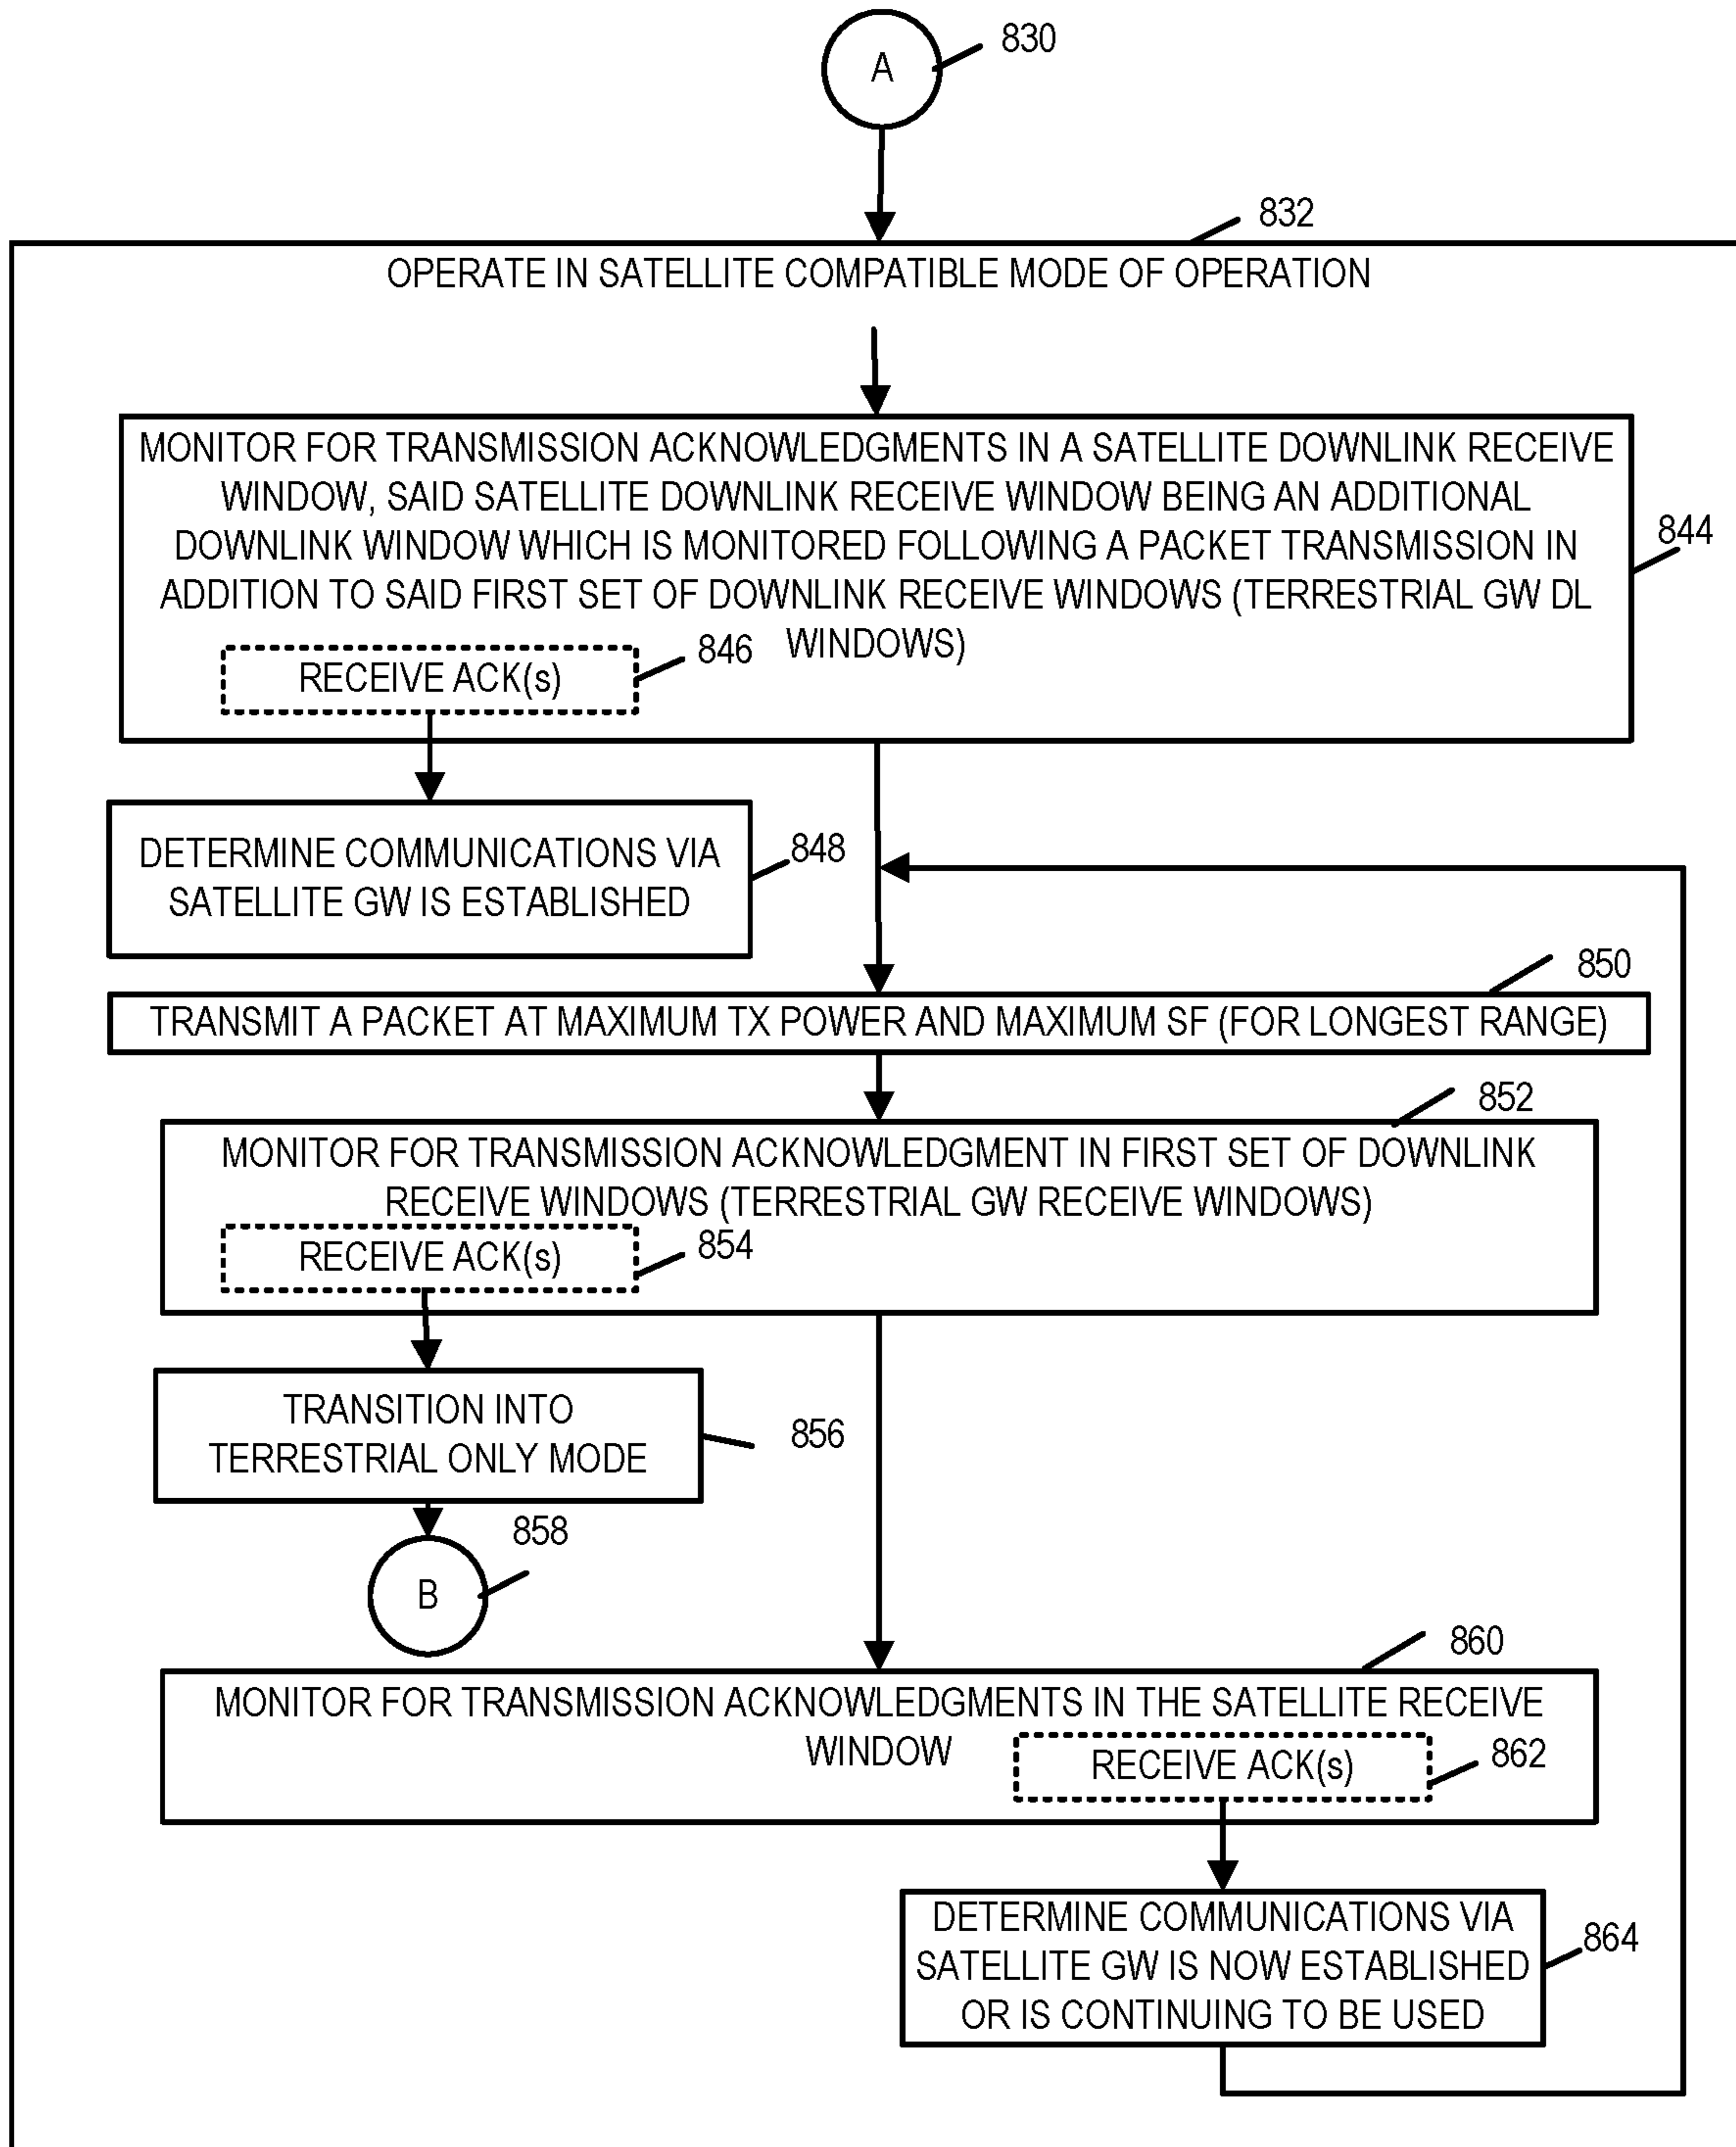 A
830
832
OPERATE IN SATELLITE COMPATIBLE MODE OF OPERATION
MONITOR FOR TRANSMISSION ACKNOWLEDGMENTS IN A SATELLITE DOWNLINK RECEIVE
WINDOW, SAID SATELLITE DOWNLINK RECEIVE WINDOW BEING AN ADDITIONAL
DOWNLINK WINDOW WHICH IS MONITORED FOLLOWING A PACKET TRANSMISSION IN
ADDITION TO SAID FIRST SET OF DOWNLINK RECEIVE WINDOWS (TERRESTRIAL GW DL
WINDOWS)
844
RECEIVE ACK(s)
846
DETERMINE COMMUNICATIONS VIA
SATELLITE GW IS ESTABLISHED
848
850
TRANSMIT A PACKET AT MAXIMUM TX POWER AND MAXIMUM SF (FOR LONGEST RANGE)
852
MONITOR FOR TRANSMISSION ACKNOWLEDGMENT IN FIRST SET OF DOWNLINK
RECEIVE WINDOWS (TERRESTRIAL GW RECEIVE WINDOWS)
RECEIVE ACK(s)
854
TRANSITION INTO
TERRESTRIAL ONLY MODE
856
858
B
860
MONITOR FOR TRANSMISSION ACKNOWLEDGMENTS IN THE SATELLITE RECEIVE
WINDOW
RECEIVE ACK(s)
862
DETERMINE COMMUNICATIONS VIA
SATELLITE GW IS NOW ESTABLISHED
OR IS CONTINUING TO BE USED
864